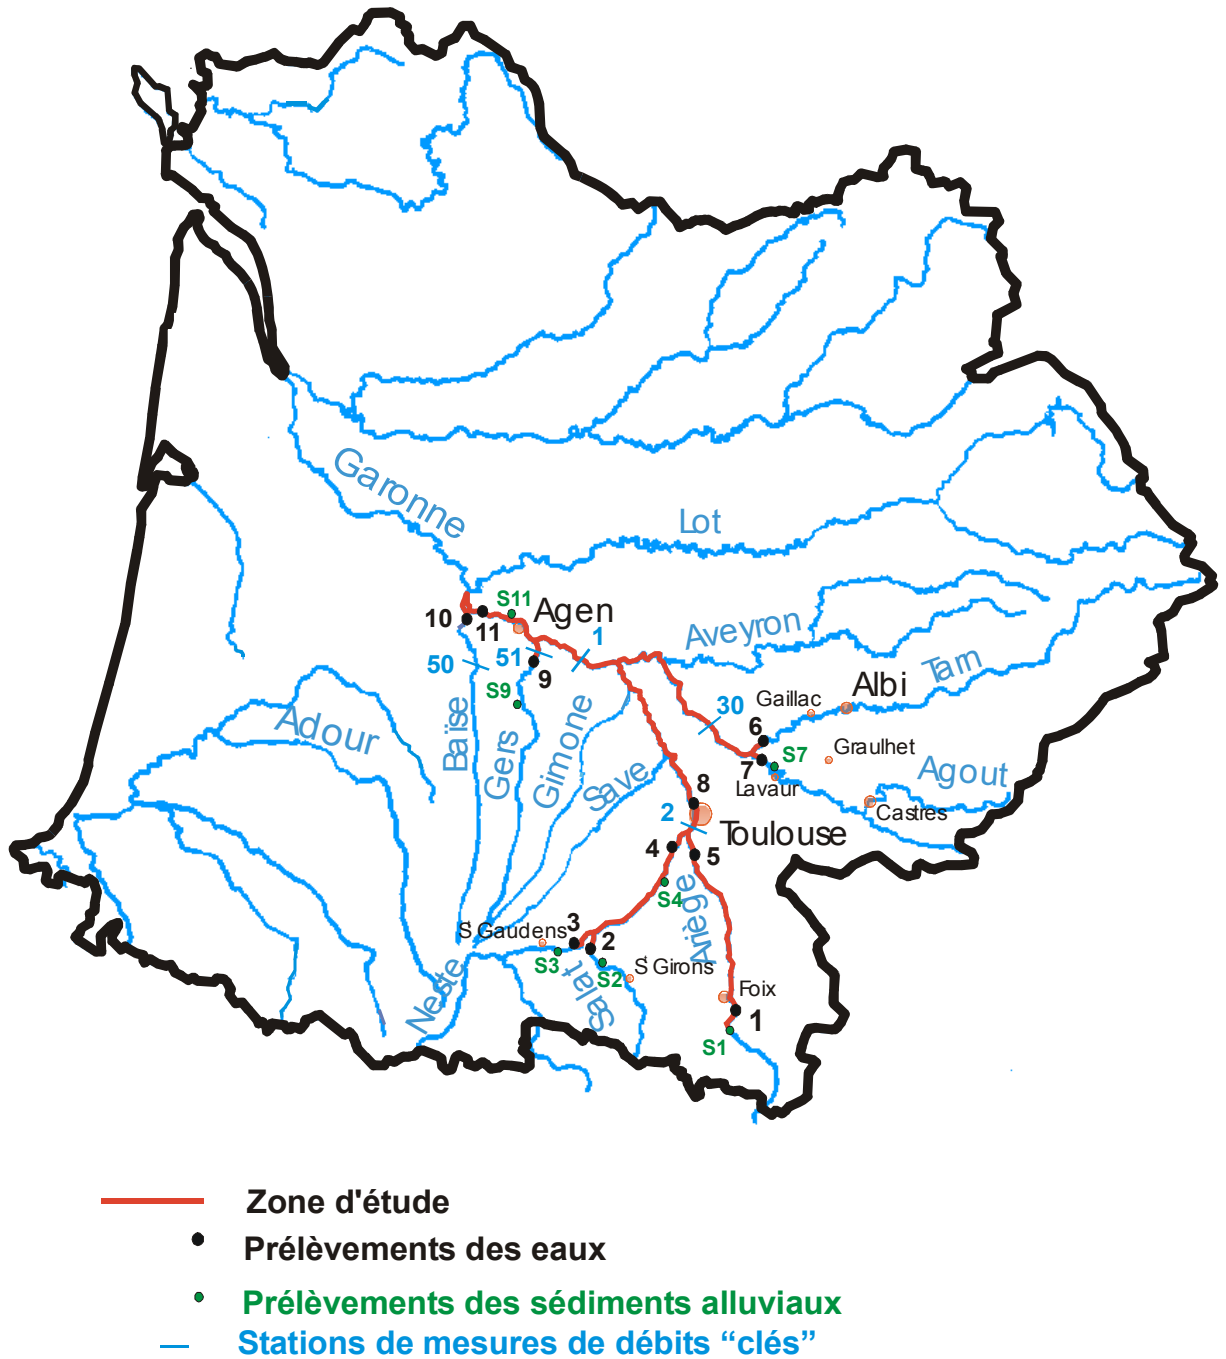 Garonne
Lot
S11
Agen
10
11
1
Aveyron
50
51
9
Tarn
Albi
Gaillac
S9
30
6
Graulhet
Adour
Baïse
Gers
Gimone
Save
7
S7
Lavaur
Agout
Castres
8
2
Toulouse
4
5
S4
Ariège
St Gaudens
3
2
S3
S2
St Girons
Neste
Salat
Foix
1
S1
Zone d'étude
Prélèvements des eaux
Prélèvements des sédiments alluviaux
Stations de mesures de débits “clés”